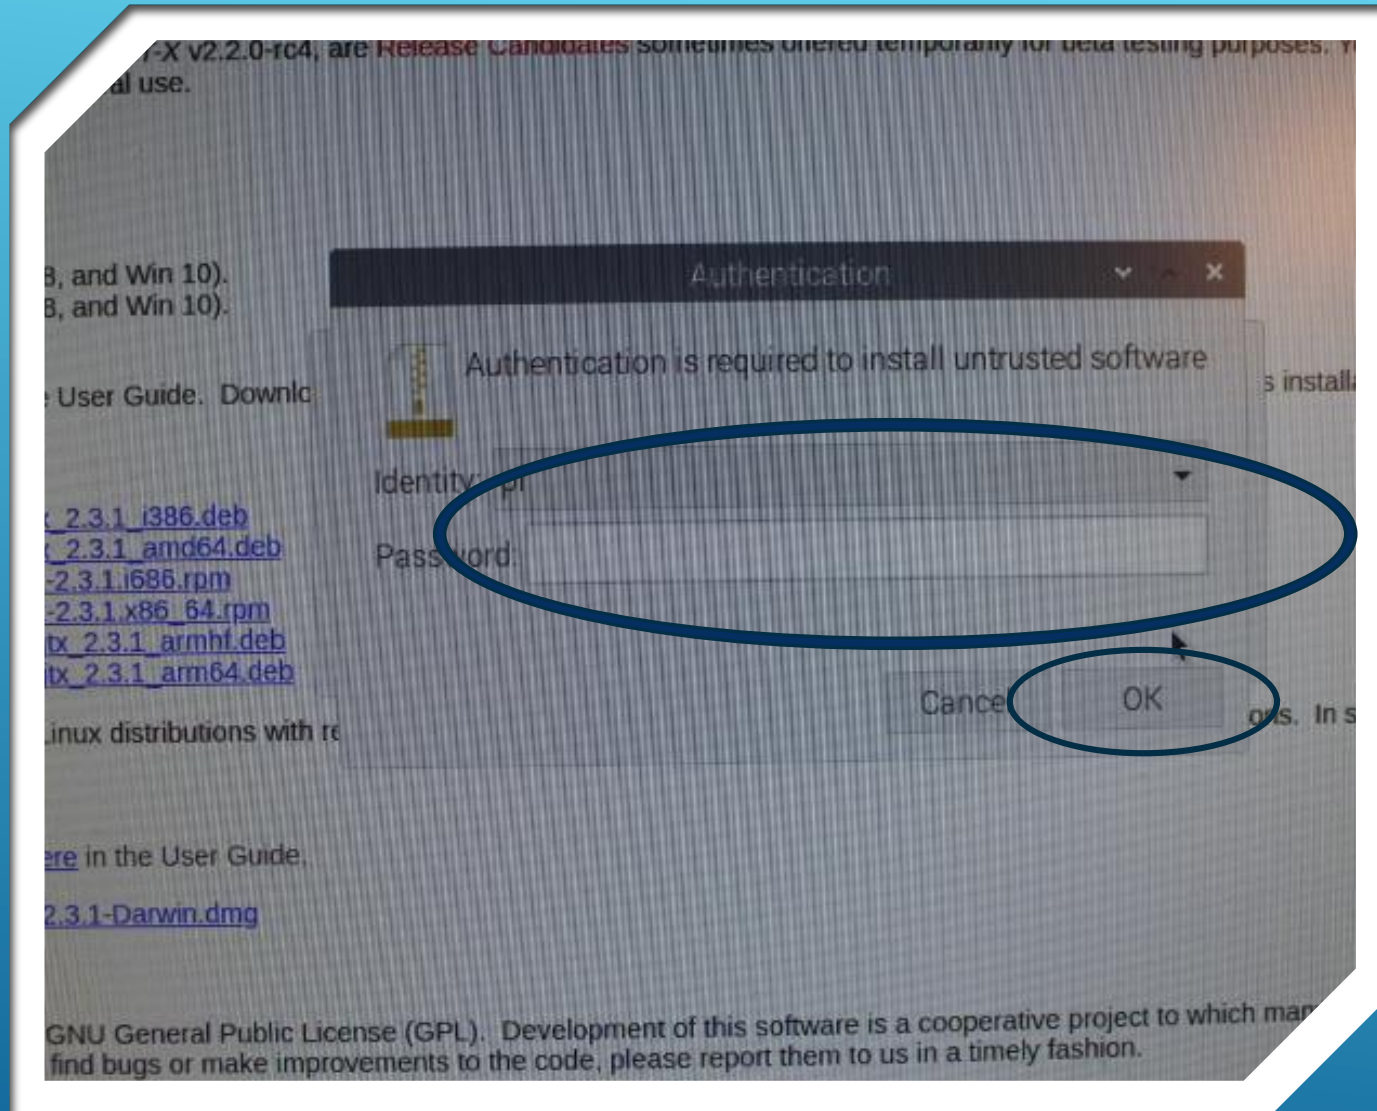 -X v2.2.0-rc4, are Release Candidates sometimes offered temporarily for beta testing purposes.
al use.
8, and Win 10).
8, and Win 10).
Authentication
Authentication is required to install untrusted software
User Guide. Downlo
s installa
Identity: pi
_2.3.1_i386.deb
_2.3.1_amd64.deb
Password:
-2.3.1.i686.rpm
-2.3.1.x86_64.rpm
tx_2.3.1_armhf.deb
tx_2.3.1_arm64.deb
Cancel OK
Linux distributions with re
ons. In s
ere in the User Guide.
2.3.1-Darwin.dmg
GNU General Public License (GPL). Development of this software is a cooperative project to which man
find bugs or make improvements to the code, please report them to us in a timely fashion.